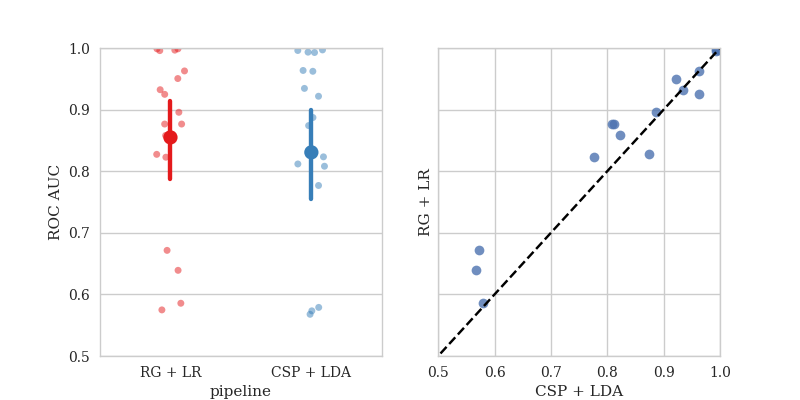 1.0
0.9
0.8
0.7
0.6
0.5
ROC AUC
RG + LR
CSP + LDA
pipeline
RG + LR
0.5
0.6
0.7
0.8
0.9
1.0
CSP + LDA